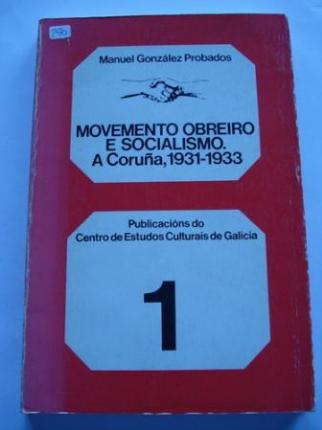 Manuel González Probados
MOVEMENTO OBREIRO
E SOCIALISMO.
A Coruña, 1931-1933
Publicacións do
Centro de Estudos Culturais de Galicia
1